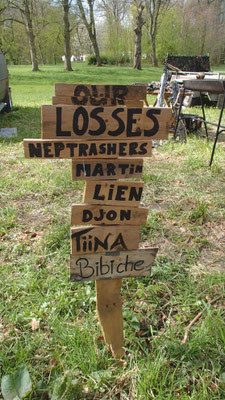 OUR
LOSSES
NEPTRASHERS
MARTIN
LIEN
DJON
TiiNA
Bibiche